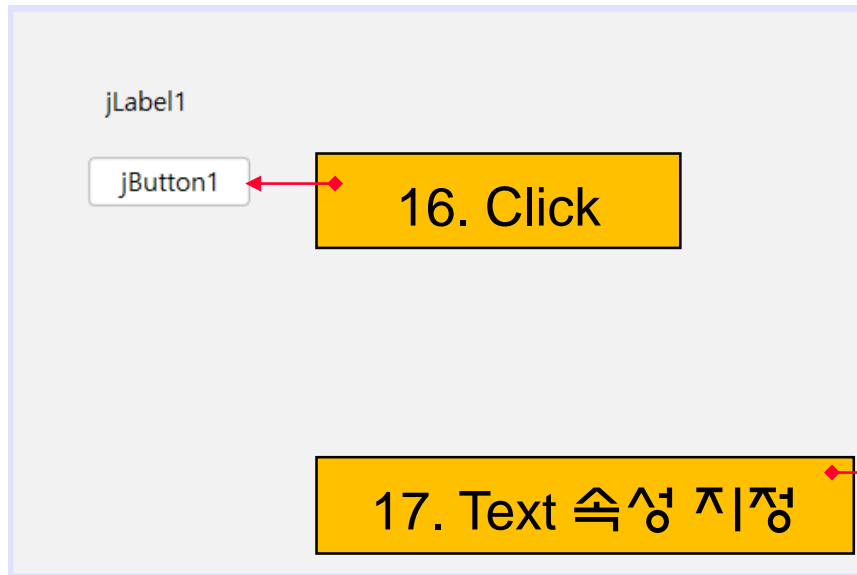 jLabel1
jButton1
16. Click
17. Text 속성 지정